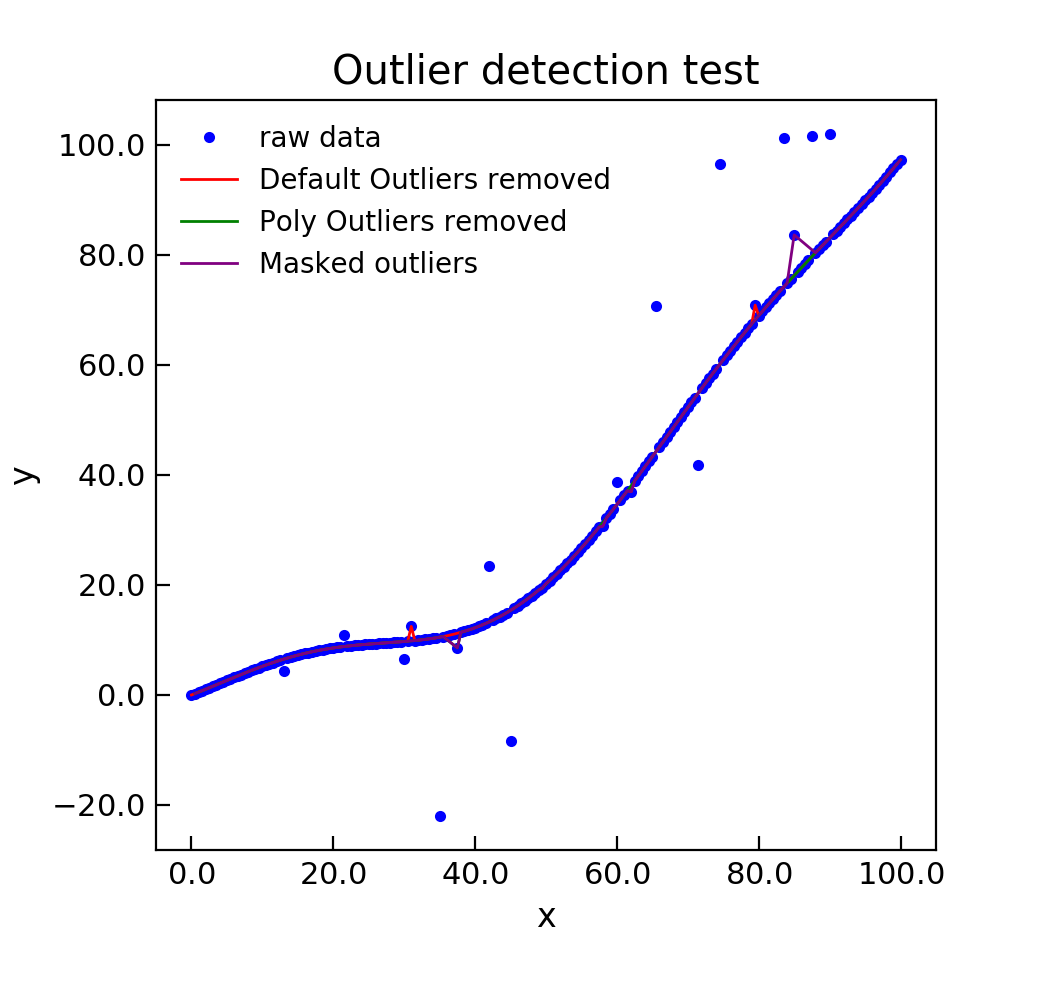 Outlier detection test
raw data
Default Outliers removed
Poly Outliers removed
Masked outliers
100.0
80.0
60.0
40.0
20.0
0.0
−20.0
y
0.0 20.0 40.0 60.0 80.0 100.0
x